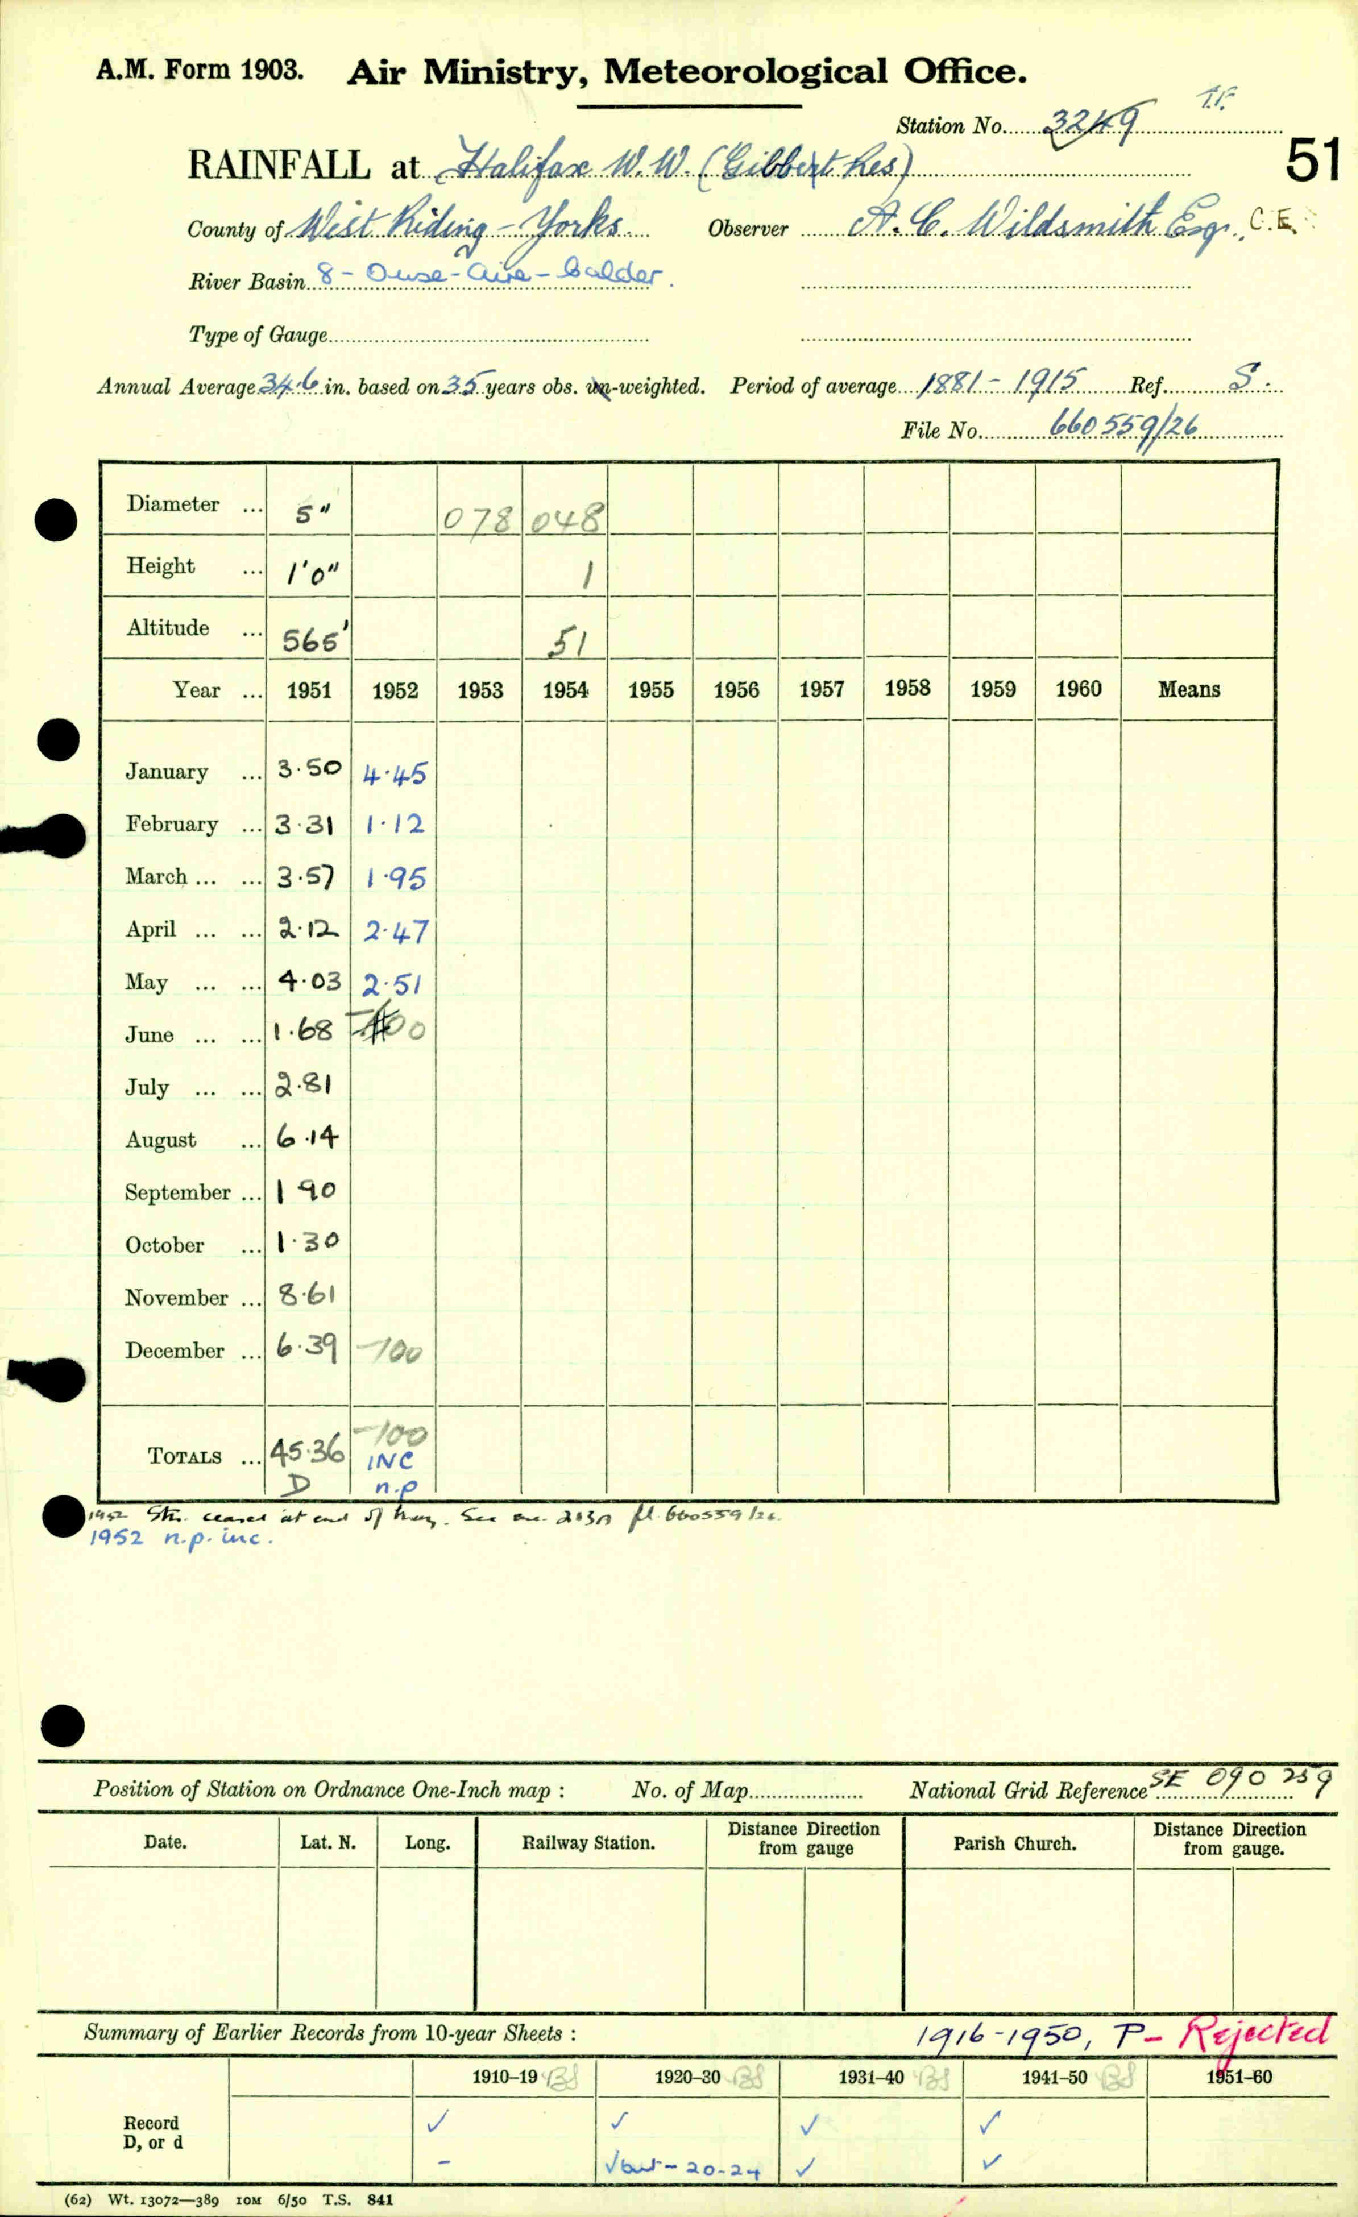 A.M. Form 1903. Air Ministry, Meteorological Office.
T.F.
Station No. 3249
51
RAINFALL at Halifax W.W. (Gibbet Res)
County of West Riding - Yorks. Observer A. C. Wildsmith Esq., C.E.
River Basin 8 - Ouse - Aire - Calder.
Type of Gauge
Annual Average 34.6 in. based on 35 years obs. un-weighted. Period of average 1881 - 1915 Ref. S.
File No. 660559/26
Diameter ... 5" 078 048
Height ... 1'0" 1
Altitude ... 565' 51
Year ... 1951 1952 1953 1954 1955 1956 1957 1958 1959 1960 Means
January ... 3.50 4.45
February ... 3.31 1.12
March ... ... 3.57 1.95
April ... ... 2.12 2.47
May ... ... 4.03 2.51
June ... ... 1.68 -100
July ... ... 2.81
August ... 6.14
September ... 1 90
October ... 1.30
November ... 8.61
December ... 6.39 -100
TOTALS ... 45.36 -100
INC
D n.p
1952 Stn. ceased at end of May. See 
 fl. 660559/26
1952 n.p. inc.
Position of Station on Ordnance One-Inch map : No. of Map National Grid Reference SE 090 259
Date. Lat. N. Long. Railway Station. Distance from Direction gauge Parish Church. Distance from Direction gauge.
Summary of Earlier Records from 10-year Sheets : 1916-1950, P - Rejected
1910–19 BS 1920–30 BS 1931–40 BS 1941–50 BS 1951–60
Record ✓ ✓ ✓ ✓
D, or d - ✓ but - 20-24 ✓ ✓
(62) Wt. 13072—389 10M 6/50 T.S. 841